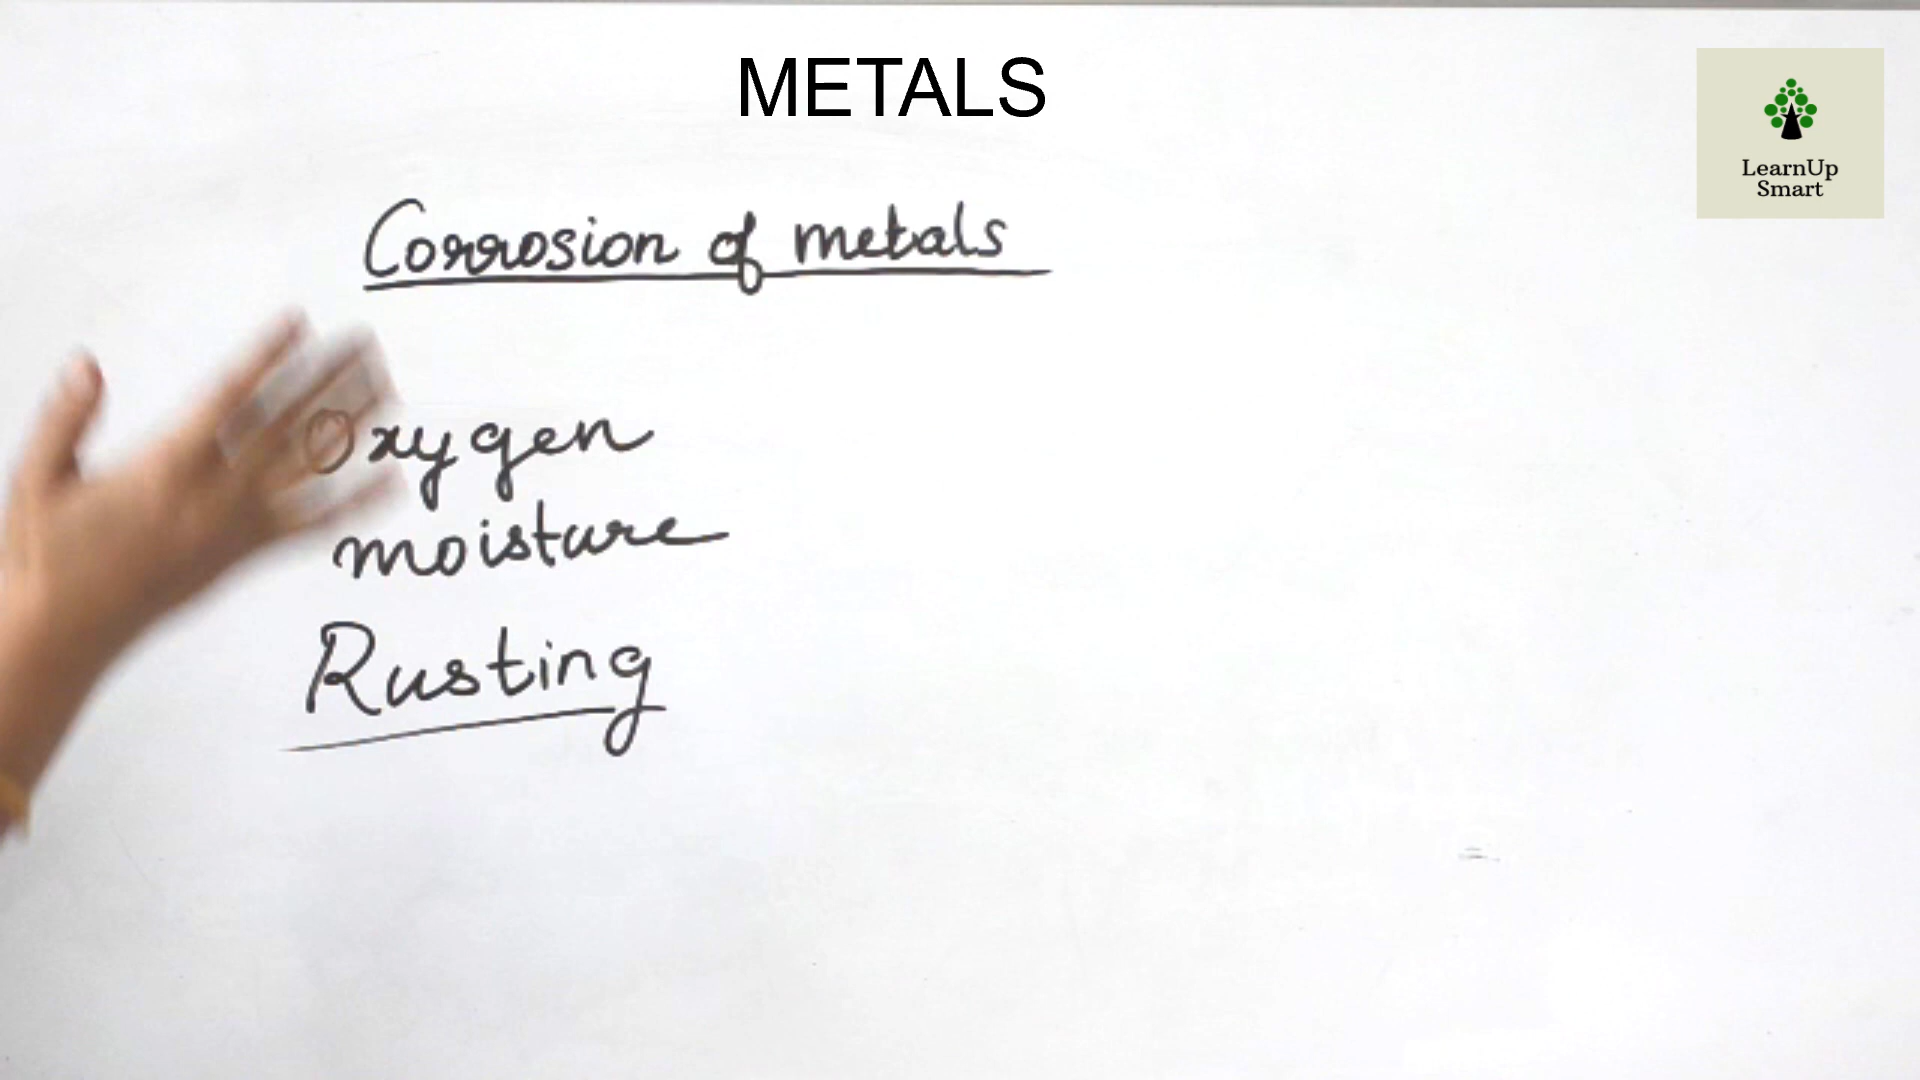 METALS
LearnUp
Smart
Corrosion of metals
Oxygen
moisture
Rusting